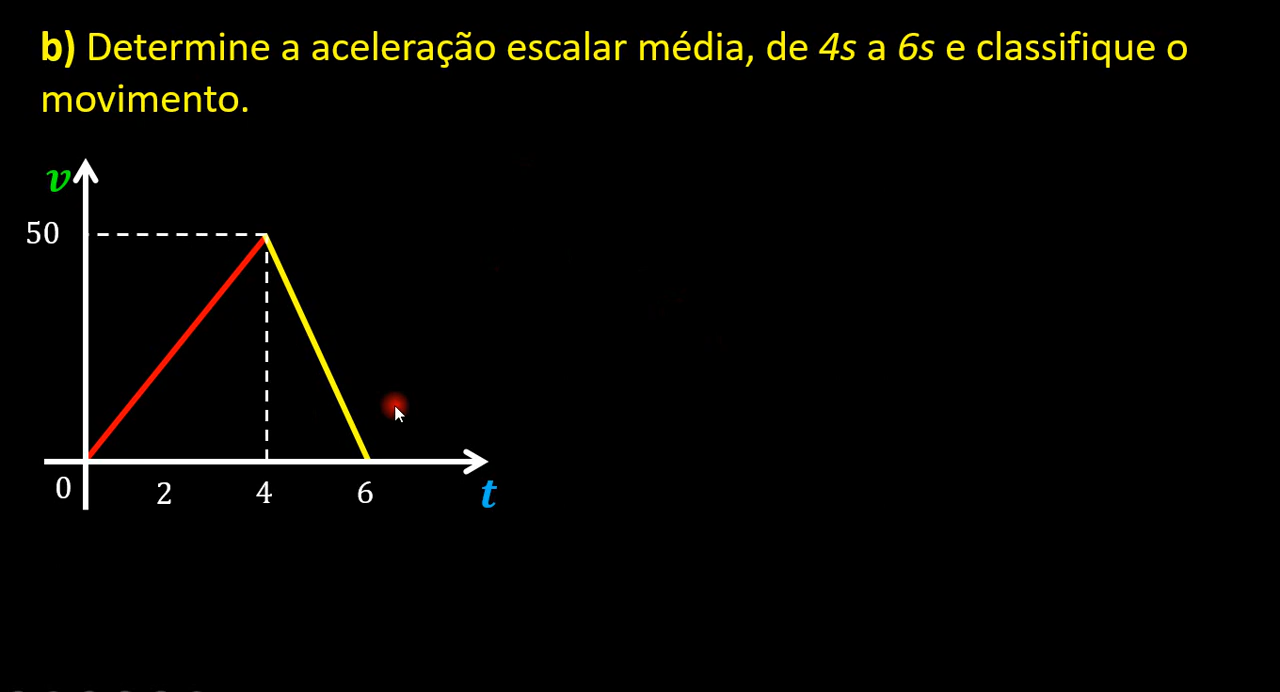 b) Determine a aceleração escalar média, de 4s a 6s e classifique o
movimento.
v
50
0 2 4 6 t